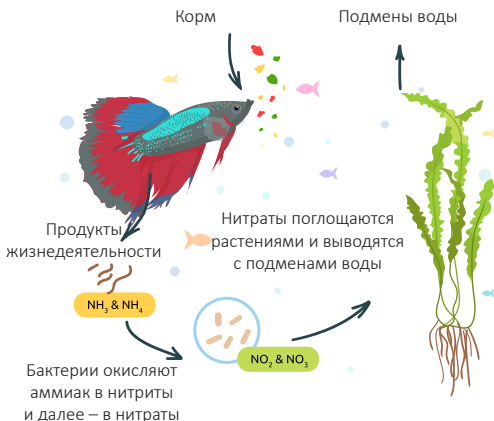 Корм
Подмены воды
Продукты
жизнедеятельности
Нитраты поглощаются
растениями и выводятся
с подменами воды
NH₃ & NH₄
NO₂ & NO₃
Бактерии окисляют
аммиак в нитриты
и далее – в нитраты